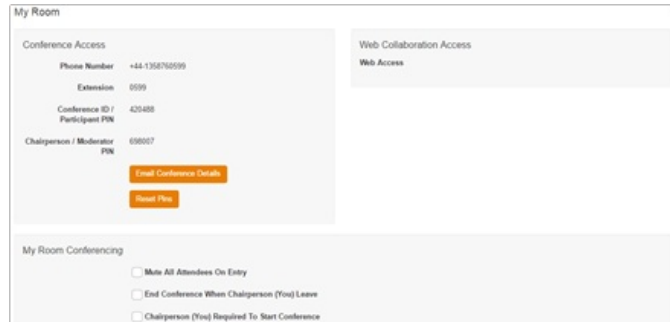 My Room
Conference Access
Phone Number +44-1358760599
Extension 0599
Conference ID /
Participant PIN 420488
Chairperson / Moderator
PIN 698007
Email Conference Details
Reset Pins
Web Collaboration Access
Web Access
My Room Conferencing
Mute All Attendees On Entry
End Conference When Chairperson (You) Leave
Chairperson (You) Required To Start Conference